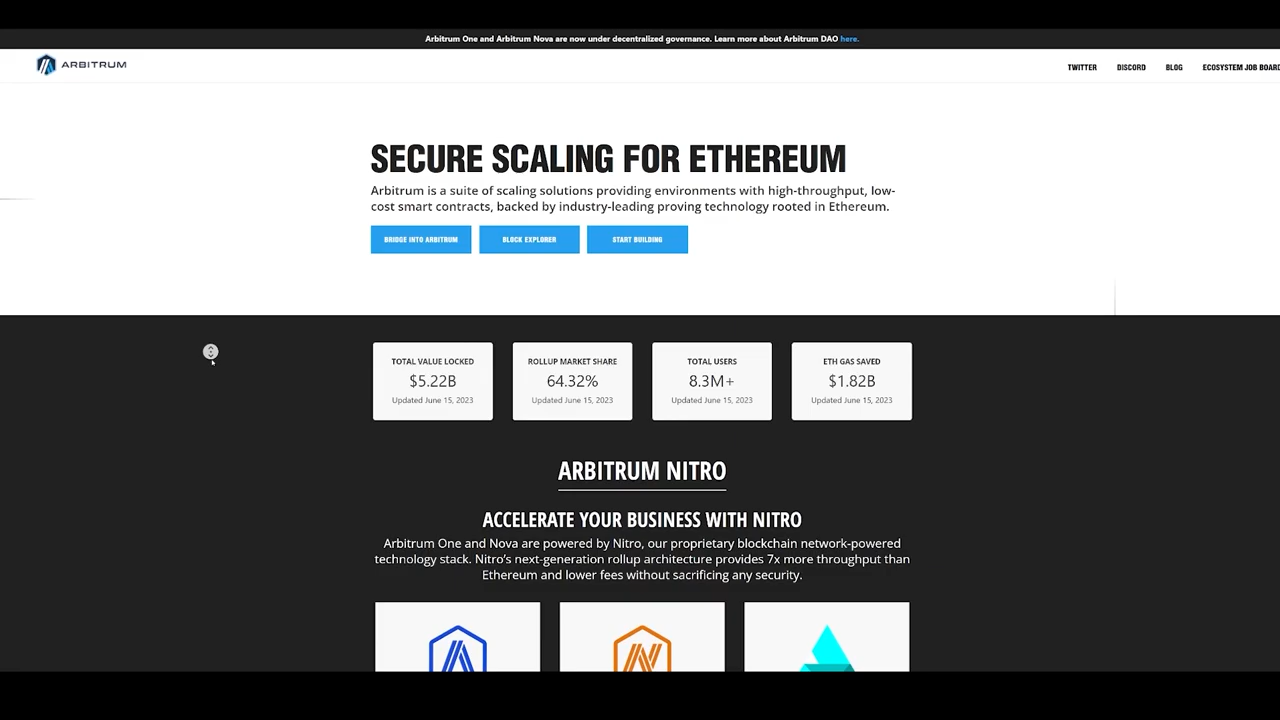 Arbitrum One and Arbitrum Nova are now under decentralized governance. Learn more about Arbitrum DAO here.
ARBITRUM
TWITTER
DISCORD
BLOG
ECOSYSTEM JOB BOARD
SECURE SCALING FOR ETHEREUM
Arbitrum is a suite of scaling solutions providing environments with high-throughput, low-
cost smart contracts, backed by industry-leading proving technology rooted in Ethereum.
BRIDGE INTO ARBITRUM
BLOCK EXPLORER
START BUILDING
TOTAL VALUE LOCKED
$5.22B
Updated June 15, 2023
ROLLUP MARKET SHARE
64.32%
Updated June 15, 2023
TOTAL USERS
8.3M+
Updated June 15, 2023
ETH GAS SAVED
$1.82B
Updated June 15, 2023
ARBITRUM NITRO
ACCELERATE YOUR BUSINESS WITH NITRO
Arbitrum One and Nova are powered by Nitro, our proprietary blockchain network-powered
technology stack. Nitro's next-generation rollup architecture provides 7x more throughput than
Ethereum and lower fees without sacrificing any security.